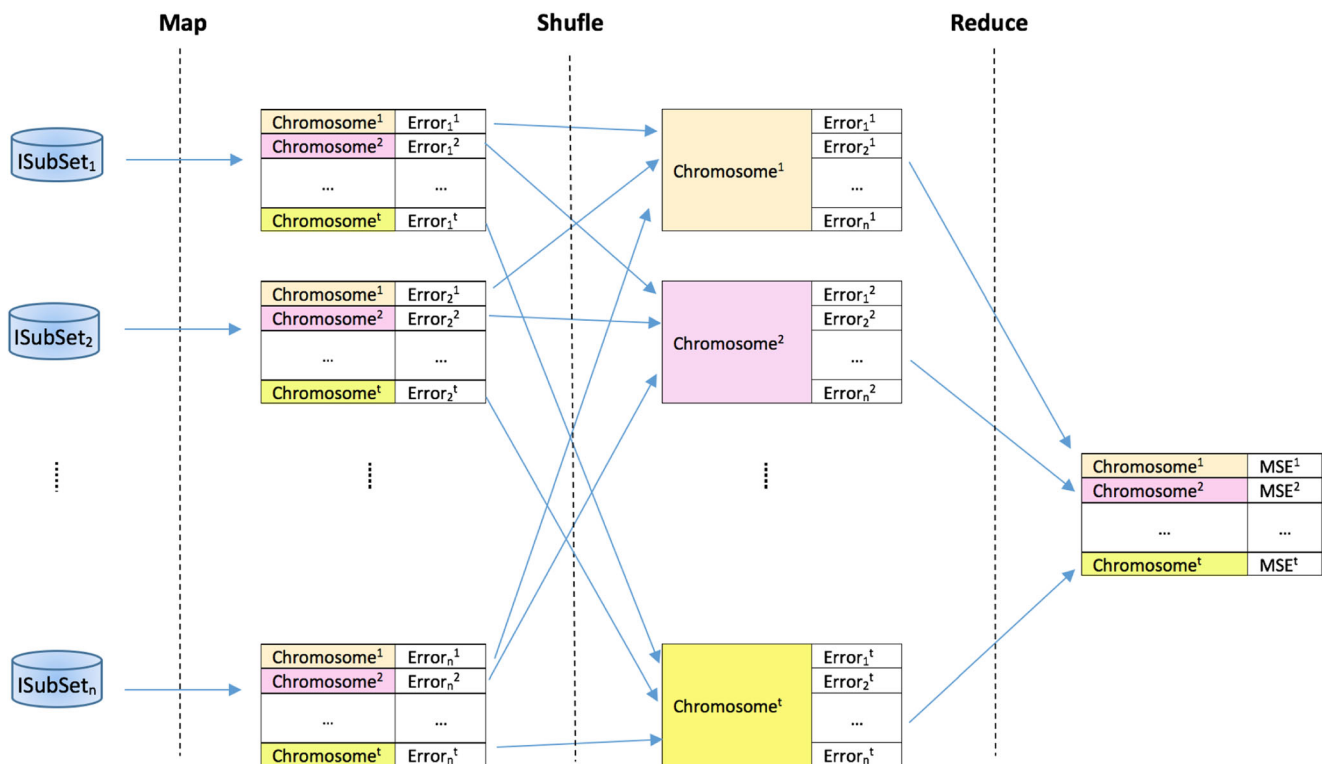 Map Shufle Reduce
ISubSet₁
Chromosome¹ Error₁¹
Chromosome² Error₁²
... ...
Chromosomeᵗ Error₁ᵗ
Chromosome¹
Error₁¹
Error₂¹
...
Errorₙ¹
ISubSet₂
Chromosome¹ Error₂¹
Chromosome² Error₂²
... ...
Chromosomeᵗ Error₂ᵗ
Chromosome²
Error₁²
Error₂²
...
Errorₙ²
Chromosome¹ MSE¹
Chromosome² MSE²
... ...
Chromosomeᵗ MSEᵗ
ISubSetₙ
Chromosome¹ Errorₙ¹
Chromosome² Errorₙ²
... ...
Chromosomeᵗ Errorₙᵗ
Chromosomeᵗ
Error₁ᵗ
Error₂ᵗ
...
Errorₙᵗ